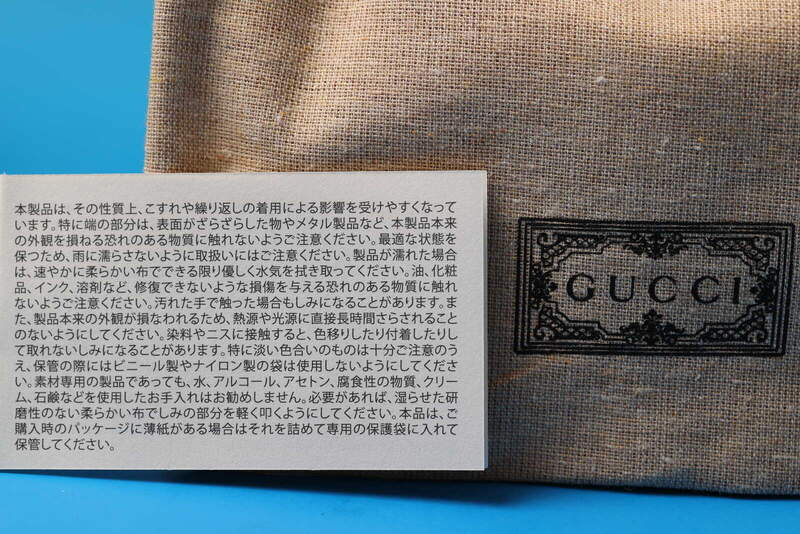 本製品は、その性質上、こすれや繰り返しの着用による影響を受けやすくなって
います。特に端の部分は、表面がざらざらした物やメタル製品など、本製品本来
の外観を損ねる恐れのある物質に触れないようご注意ください。最適な状態を
保つため、雨に濡らさないように取扱いにはご注意ください。製品が濡れた場合
は、速やかに柔らかい布でできる限り優しく水気を拭き取ってください。油、化粧
品、インク、溶剤など、修復できないような損傷を与える恐れのある物質に触れ
ないようご注意ください。汚れた手で触った場合もしみになることがあります。ま
た、製品本来の外観が損なわれるため、熱源や光源に直接長時間さらされること
のないようにしてください。染料やニスに接触すると、色移りしたり付着したりし
て取れないしみになることがあります。特に淡い色合いのものは十分ご注意のう
え、保管の際にはビニール製やナイロン製の袋は使用しないようにしてくださ
い。素材専用の製品であっても、水、アルコール、アセトン、腐食性の物質、クリー
ム、石鹸などを使用したお手入れはお勧めしません。必要があれば、湿らせた研
磨性のない柔らかい布でしみの部分を軽く叩くようにしてください。本品は、ご
購入時のパッケージに薄紙がある場合はそれを詰めて専用の保護袋に入れて
保管してください。
GUCCI